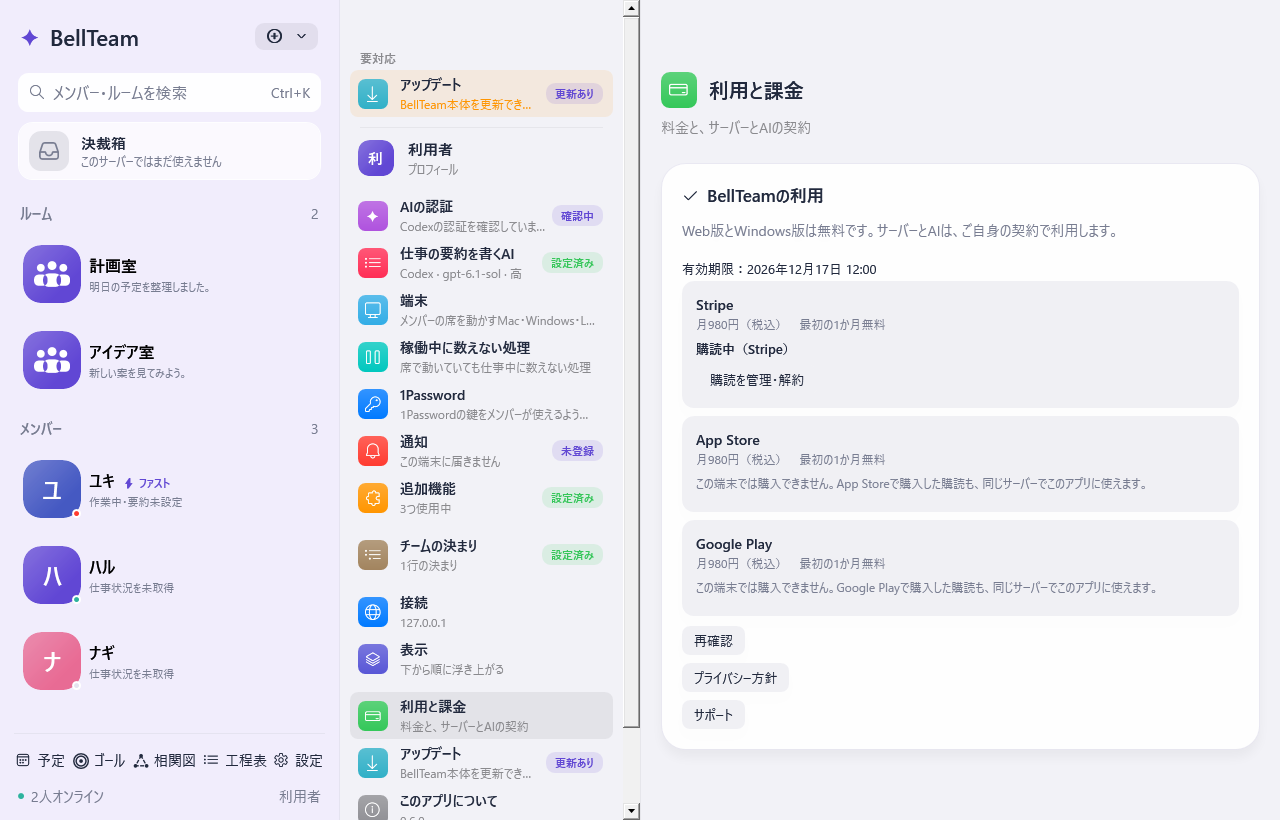 BellTeam
メンバー・ルームを検索 Ctrl+K
決裁箱
このサーバーではまだ使えません
ルーム 2
計画室
明日の予定を整理しました。
アイデア室
新しい案を見てみよう。
メンバー 3
ユ
ユキ ファスト
作業中・要約未設定
ハ
ハル
仕事状況を未取得
ナ
ナギ
仕事状況を未取得
予定 ゴール 相関図 工程表 設定
2人オンライン 利用者
要対応
アップデート
BellTeam本体を更新でき... 更新あり
利
利用者
プロフィール
AIの認証
Codexの認証を確認していま... 確認中
仕事の要約を書くAI
Codex · gpt-6.1-sol · 高 設定済み
端末
メンバーの席を動かすMac・Windows・L...
稼働中に数えない処理
席で動いていても仕事中に数えない処理
1Password
1Passwordの鍵をメンバーが使えるよう...
通知
この端末に届きません 未登録
追加機能
3つ使用中 設定済み
チームの決まり
1行の決まり 設定済み
接続
127.0.0.1
表示
下から順に浮き上がる
利用と課金
料金と、サーバーとAIの契約
アップデート
BellTeam本体を更新でき... 更新あり
このアプリについて
利用と課金
料金と、サーバーとAIの契約
BellTeamの利用
Web版とWindows版は無料です。サーバーとAIは、ご自身の契約で利用します。
有効期限：2026年12月17日 12:00
Stripe
月980円（税込） 最初の1か月無料
購読中（Stripe）
購読を管理・解約
App Store
月980円（税込） 最初の1か月無料
この端末では購入できません。App Storeで購入した購読も、同じサーバーでこのアプリに使えます。
Google Play
月980円（税込） 最初の1か月無料
この端末では購入できません。Google Playで購入した購読も、同じサーバーでこのアプリに使えます。
再確認
プライバシー方針
サポート